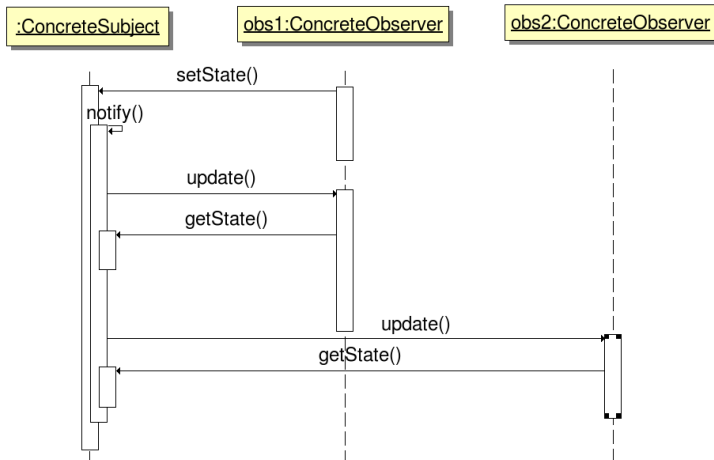 :ConcreteSubject
obs1:ConcreteObserver
obs2:ConcreteObserver
setState()
notify()
update()
getState()
update()
getState()